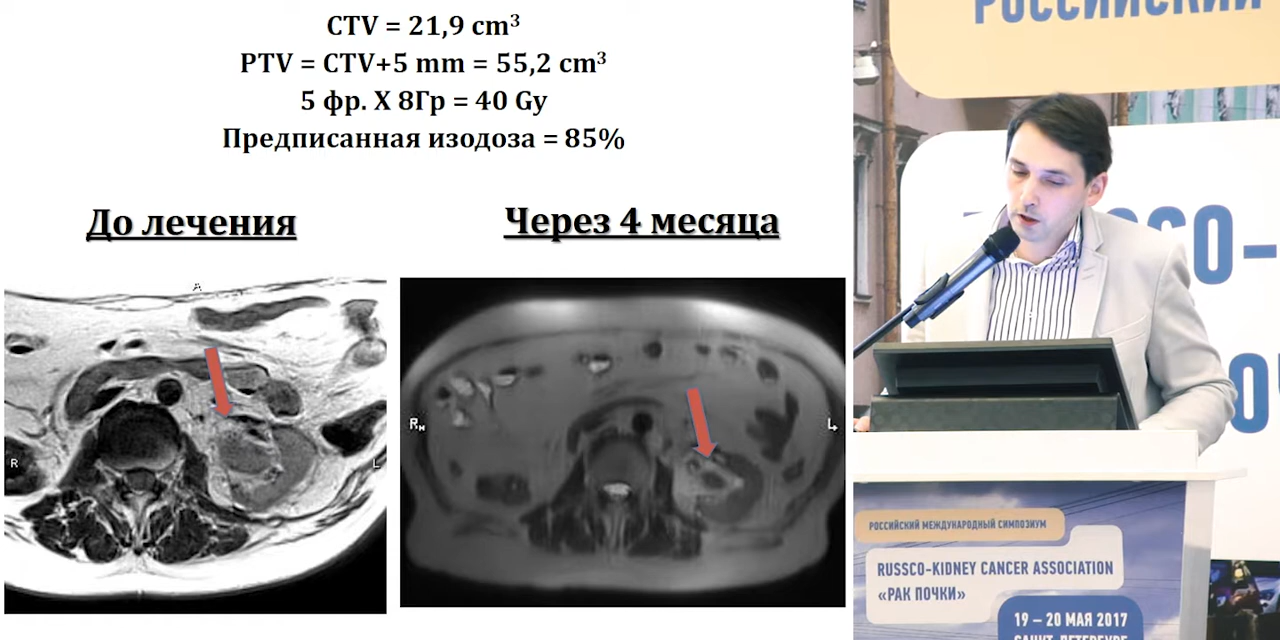 CTV = 21,9 cm³
PTV = CTV+5 mm = 55,2 cm³
5 фр. X 8Гр = 40 Gy
Предписанная изодоза = 85%
До лечения
Через 4 месяца
A
R
L
R
L
РОССИЙСКИЙ
РОССИЙСКИЙ МЕЖДУНАРОДНЫЙ СИМПОЗИУМ
RUSSCO-KIDNEY CANCER ASSOCIATION
«РАК ПОЧКИ»
19 – 20 МАЯ 2017
САНКТ-ПЕТЕРБУРГ